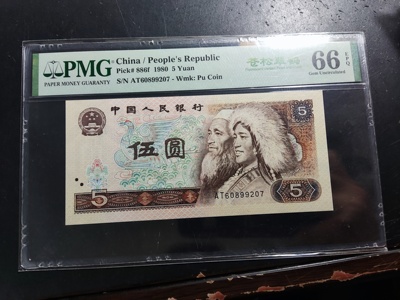 PMG
PAPER MONEY GUARANTY
China / People's Republic
Pick# 886f 1980 5 Yuan
S/N AT60899207 - Wmk: Pu Coin
66 EPQ
Gem Uncirculated
中国人民银行
5
伍圆
AT60899207
5
5